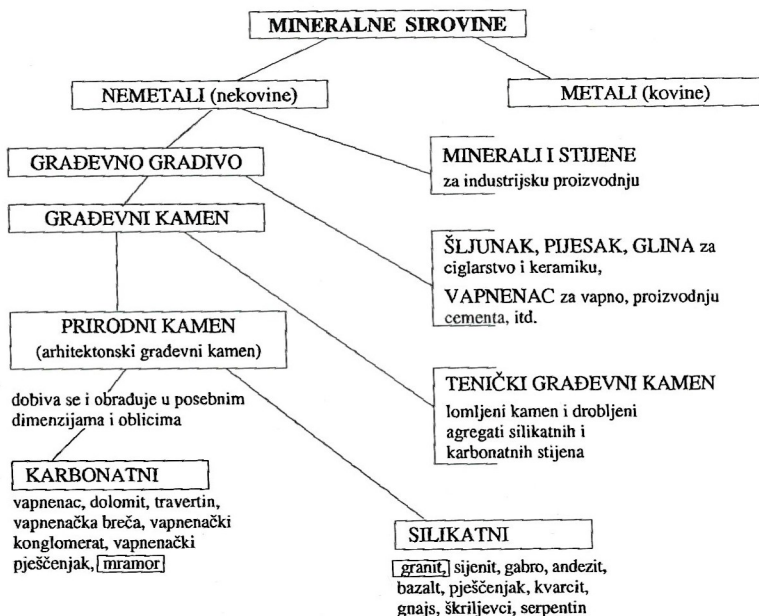 MINERALNE SIROVINE
NEMETALI (nekovine)
METALI (kovine)
GRAĐEVNO GRADIVO
MINERALI I STIJENE
za industrijsku proizvodnju
GRAĐEVNI KAMEN
ŠLJUNAK, PIJESAK, GLINA za
ciglarstvo i keramiku,
VAPNENAC za vapno, proizvodnju
cementa, itd.
PRIRODNI KAMEN
(arhitektonski građevni kamen)
TENIČKI GRAĐEVNI KAMEN
lomljeni kamen i drobljeni
agregati silikatnih i
karbonatnih stijena
dobiva se i obrađuje u posebnim
dimenzijama i oblicima
KARBONATNI
vapnenac, dolomit, travertin,
vapnenačka breča, vapnenački
konglomerat, vapnenački
pješčenjak, mramor
SILIKATNI
granit, sijenit, gabro, andezit,
bazalt, pješčenjak, kvarcit,
gnajs, škriljevci, serpentin